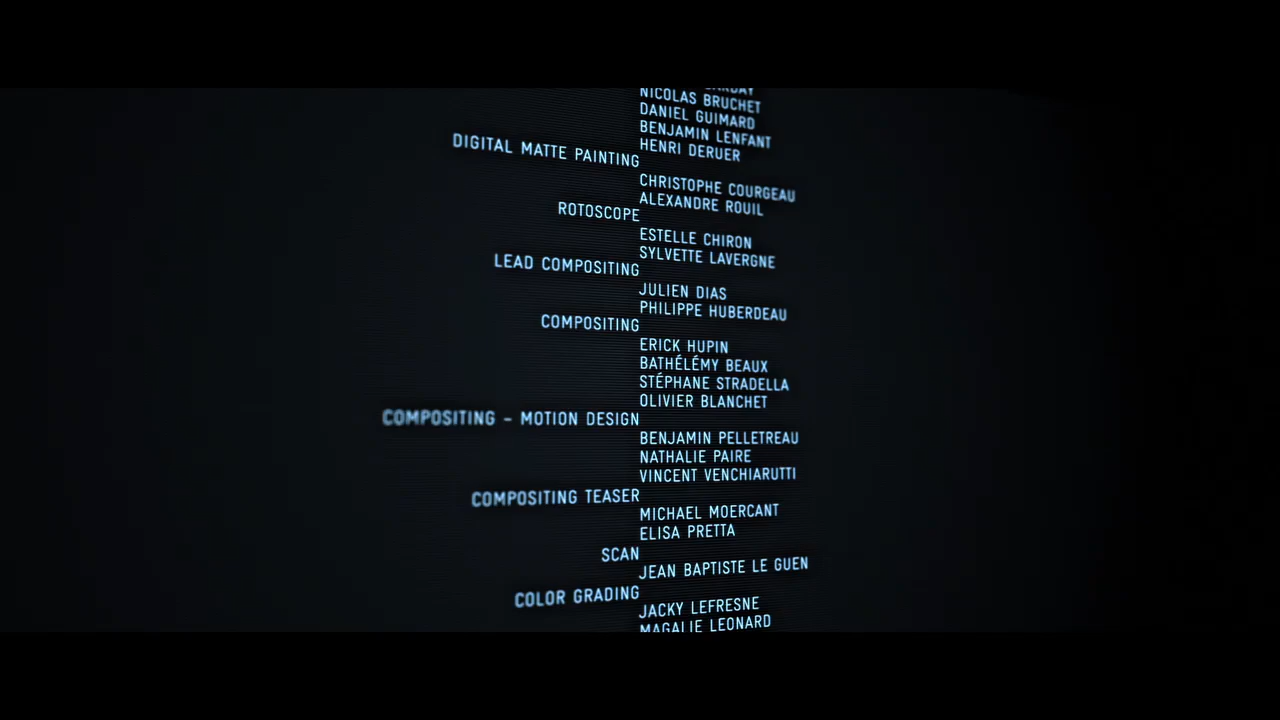 NICOLAS BRUCHET
DANIEL GUIMARD
BENJAMIN LENFANT
HENRI DERUER
DIGITAL MATTE PAINTING
CHRISTOPHE COURGEAU
ALEXANDRE ROUIL
ROTOSCOPE
ESTELLE CHIRON
SYLVETTE LAVERGNE
LEAD COMPOSITING
JULIEN DIAS
PHILIPPE HUBERDEAU
COMPOSITING
ERICK HUPIN
BATHÉLÉMY BEAUX
STÉPHANE STRADELLA
OLIVIER BLANCHET
COMPOSITING – MOTION DESIGN
BENJAMIN PELLETREAU
NATHALIE PAIRE
VINCENT VENCHIARUTTI
COMPOSITING TEASER
MICHAEL MOERCANT
ELISA PRETTA
SCAN
JEAN BAPTISTE LE GUEN
COLOR GRADING
JACKY LEFRESNE
MAGALIE LEONARD